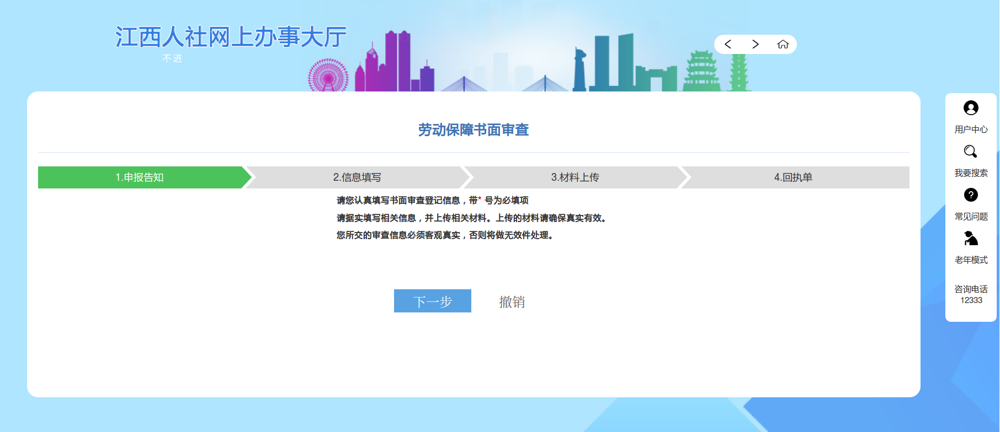 江西人社网上办事大厅
不进
劳动保障书面审查
1.申报告知
2.信息填写
3.材料上传
4.回执单
请您认真填写书面审查登记信息，带* 号为必填项
请据实填写相关信息，并上传相关材料。上传的材料请确保真实有效。
您所交的审查信息必须客观真实，否则将做无效件处理。
下一步
撤销
用户中心
我要搜索
常见问题
老年模式
咨询电话
12333